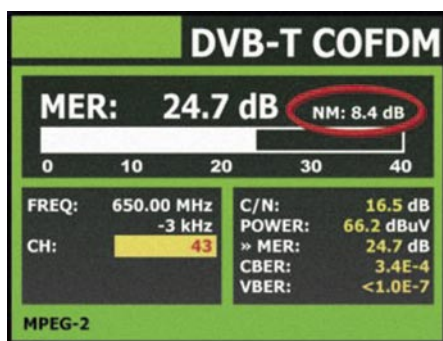 DVB-T COFDM
MER: 24.7 dB NM: 8.4 dB
0 10 20 30 40
FREQ: 650.00 MHz
-3 kHz
CH: 43
C/N: 16.5 dB
POWER: 66.2 dBuV
» MER: 24.7 dB
CBER: 3.4E-4
VBER: <1.0E-7
MPEG-2